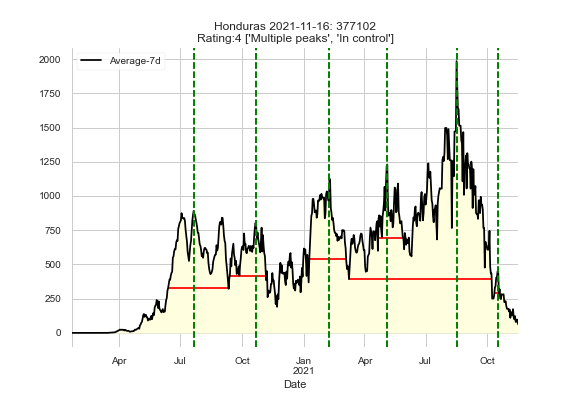 Honduras 2021-11-16: 377102
Rating:4 ['Multiple peaks', 'In control']
Average-7d
2000
1750
1500
1250
1000
750
500
250
0
Apr
Jul
Oct
Jan
2021
Apr
Jul
Oct
Date